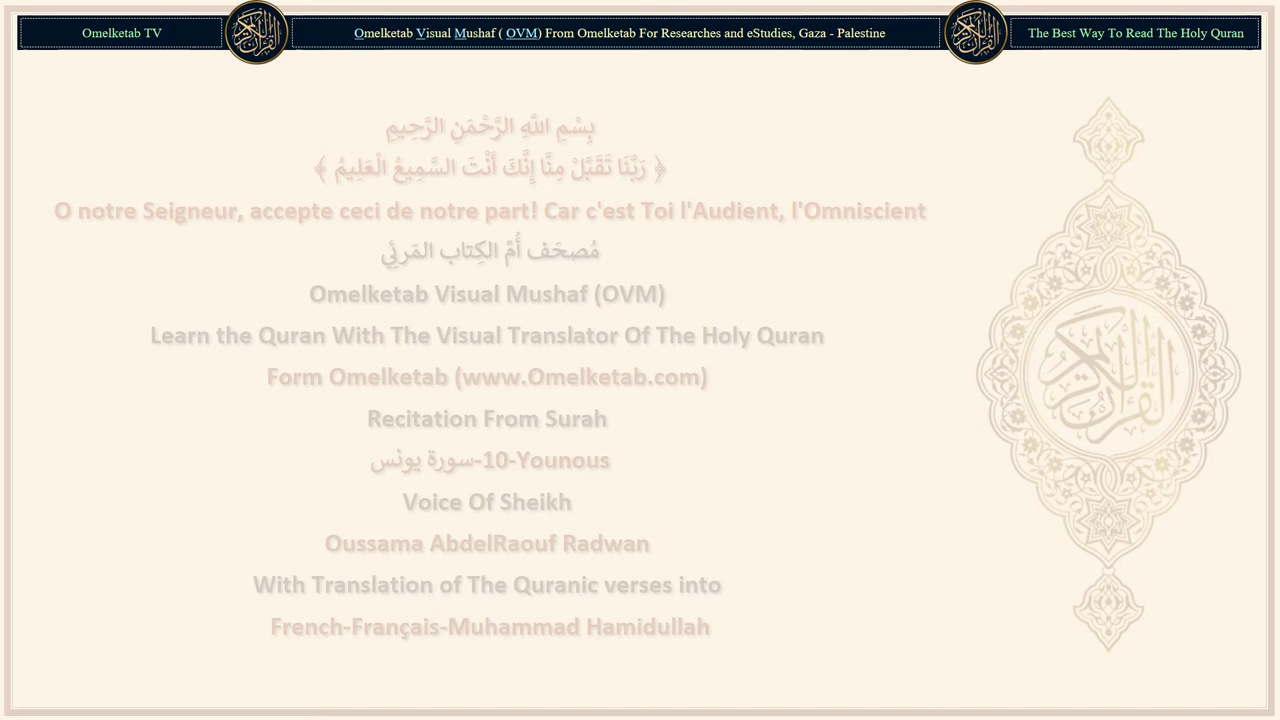 Omelketab TV
Omelketab Visual Mushaf ( OVM) From Omelketab For Researches and eStudies, Gaza - Palestine
The Best Way To Read The Holy Quran
بِسْمِ اللَّهِ الرَّحْمَنِ الرَّحِيمِ
﴿ رَبَّنَا تَقَبَّلْ مِنَّا إِنَّكَ أَنْتَ السَّمِيعُ الْعَلِيمُ ﴾
O notre Seigneur, accepte ceci de notre part! Car c'est Toi l'Audient, l'Omniscient
مُصحَف أُمّ الكِتاب المَرئِي
Omelketab Visual Mushaf (OVM)
Learn the Quran With The Visual Translator Of The Holy Quran
Form Omelketab (www.Omelketab.com)
Recitation From Surah
سورة يونس-10-Younous
Voice Of Sheikh
Oussama AbdelRaouf Radwan
With Translation of The Quranic verses into
French-Français-Muhammad Hamidullah
القرآن الكريم